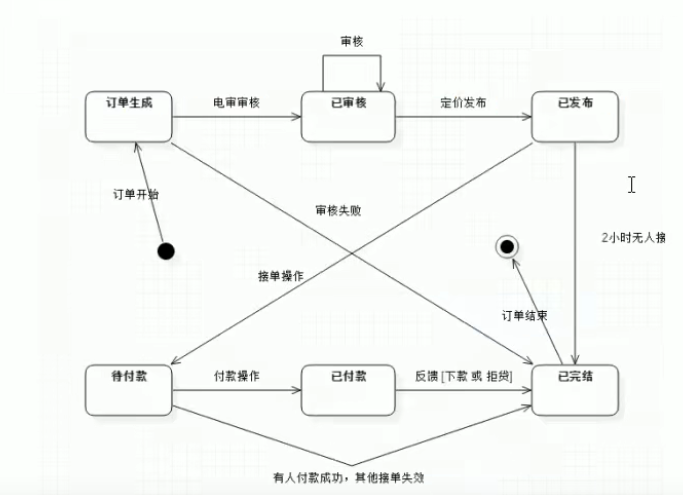 审核
订单生成
电审审核
已审核
定价发布
已发布
订单开始
审核失败
2小时无人接
接单操作
订单结束
待付款
付款操作
已付款
反馈 [下款 或 拒贷]
已完结
有人付款成功，其他接单失效